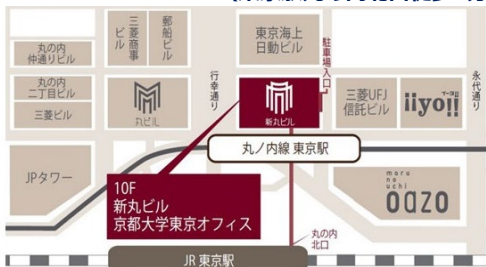 丸の内
仲通りビル
三菱商事
ビル
郵船ビル
東京海上
日動ビル
駐車場入口
永代通り
丸の内
二丁目ビル
三菱ビル
丸ビル
行幸通り
新丸ビル
三菱UFJ
信託ビル
iiyo!!
丸ノ内線 東京駅
JPタワー
10F
新丸ビル
京都大学東京オフィス
maru
no
uchi
oazo
丸の内
北口
JR 東京駅